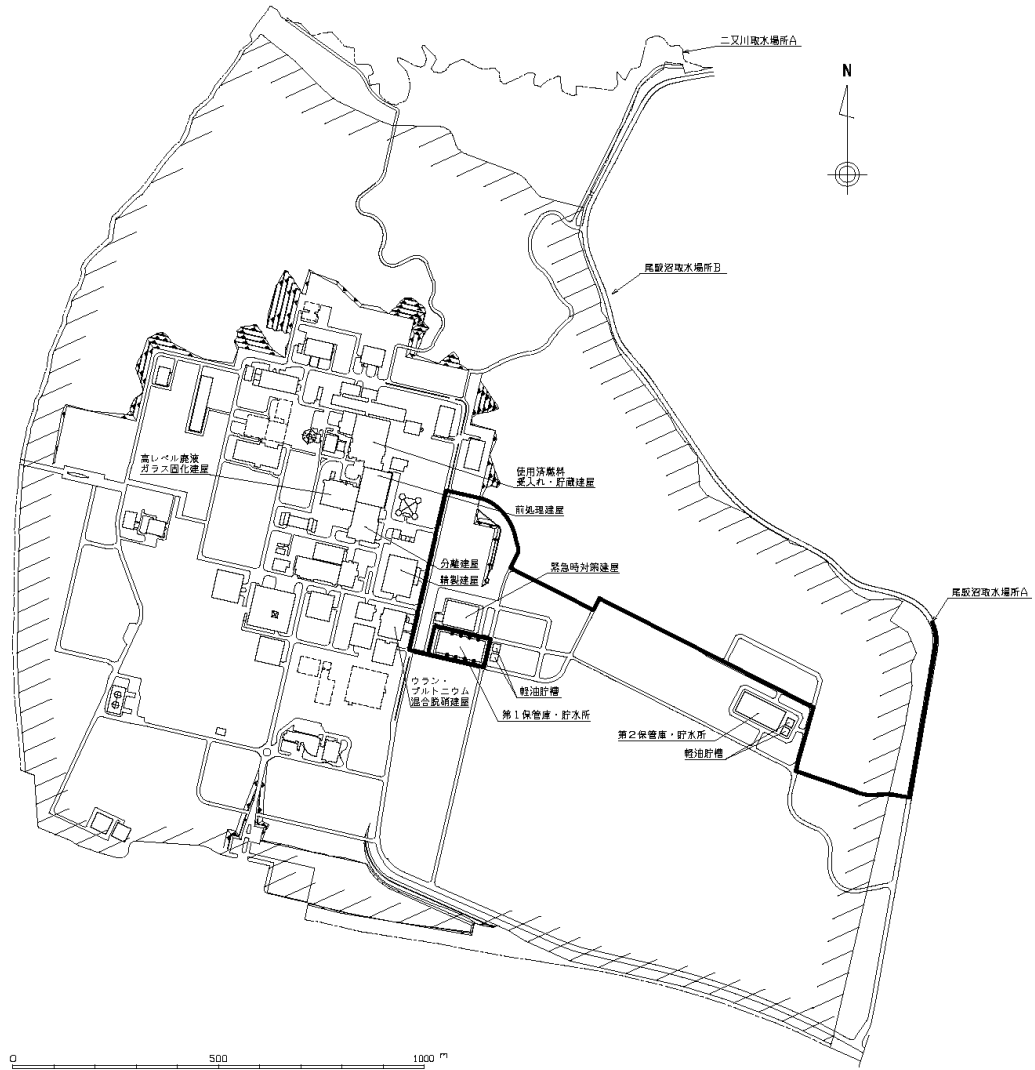 二又川取水場所A
N
尾駮沼取水場所B
高レベル廃液
ガラス固化建屋
使用済燃料
受入れ・貯蔵建屋
前処理建屋
分離建屋
精製建屋
緊急時対策建屋
尾駮沼取水場所A
ウラン・
プルトニウム
混合脱硝建屋
軽油貯槽
第1保管庫・貯水所
第2保管庫・貯水所
軽油貯槽
0 500 1000 m